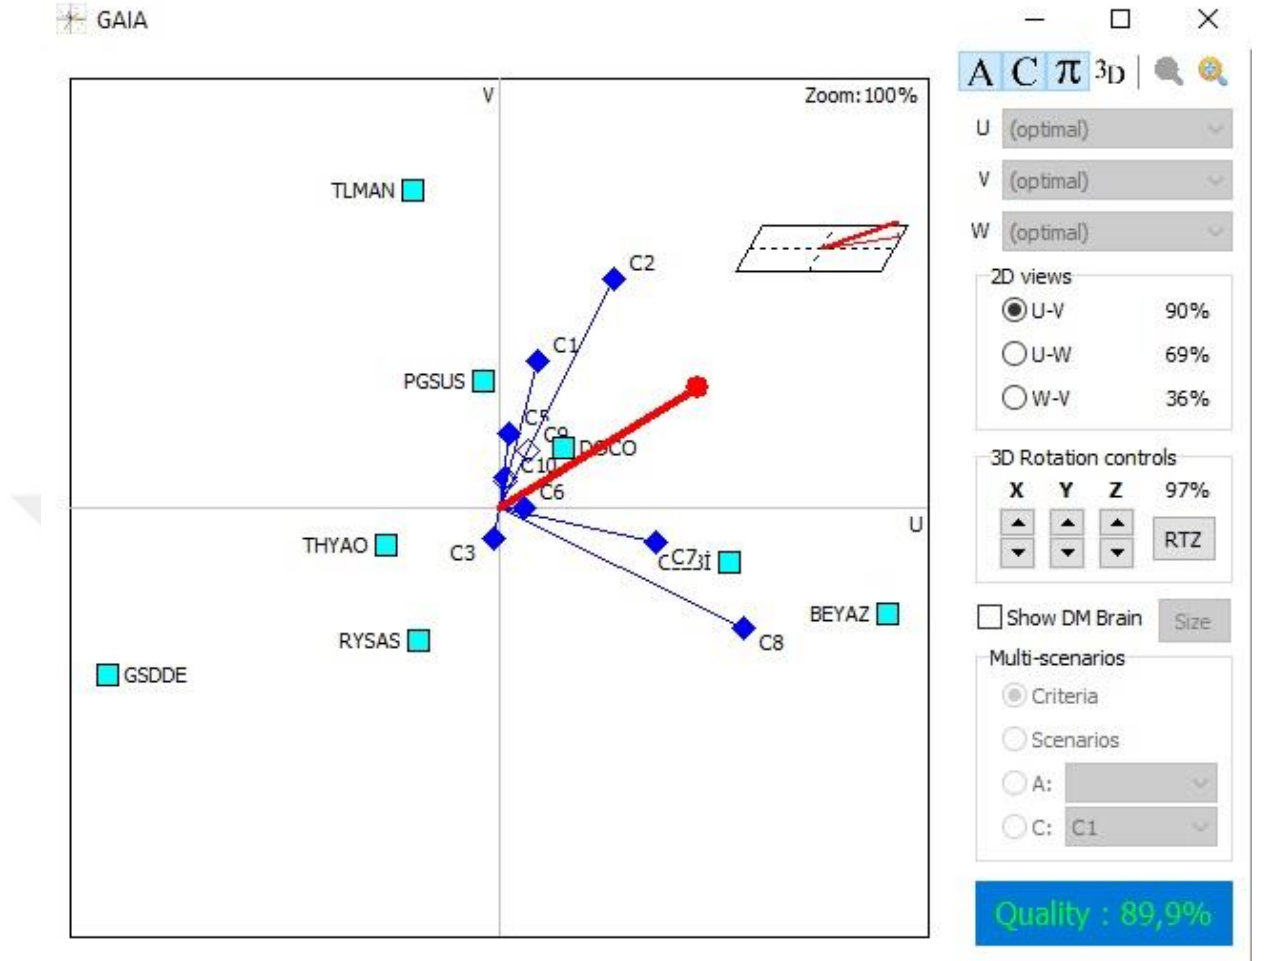 GAIA
A C π 3D
V
Zoom:100%
U (optimal)
V (optimal)
W (optimal)
TLMAN
C2
C1
PGSUS
C5
C9
DOCO
C10
C6
U
THYAO
C3
C7
BEYAZ
RYSAS
C8
GSDDE
2D views
U-V 90%
U-W 69%
W-V 36%
3D Rotation controls
X Y Z 97%
RTZ
Show DM Brain Size
Multi-scenarios
Criteria
Scenarios
A:
C: C1
Quality : 89,9%